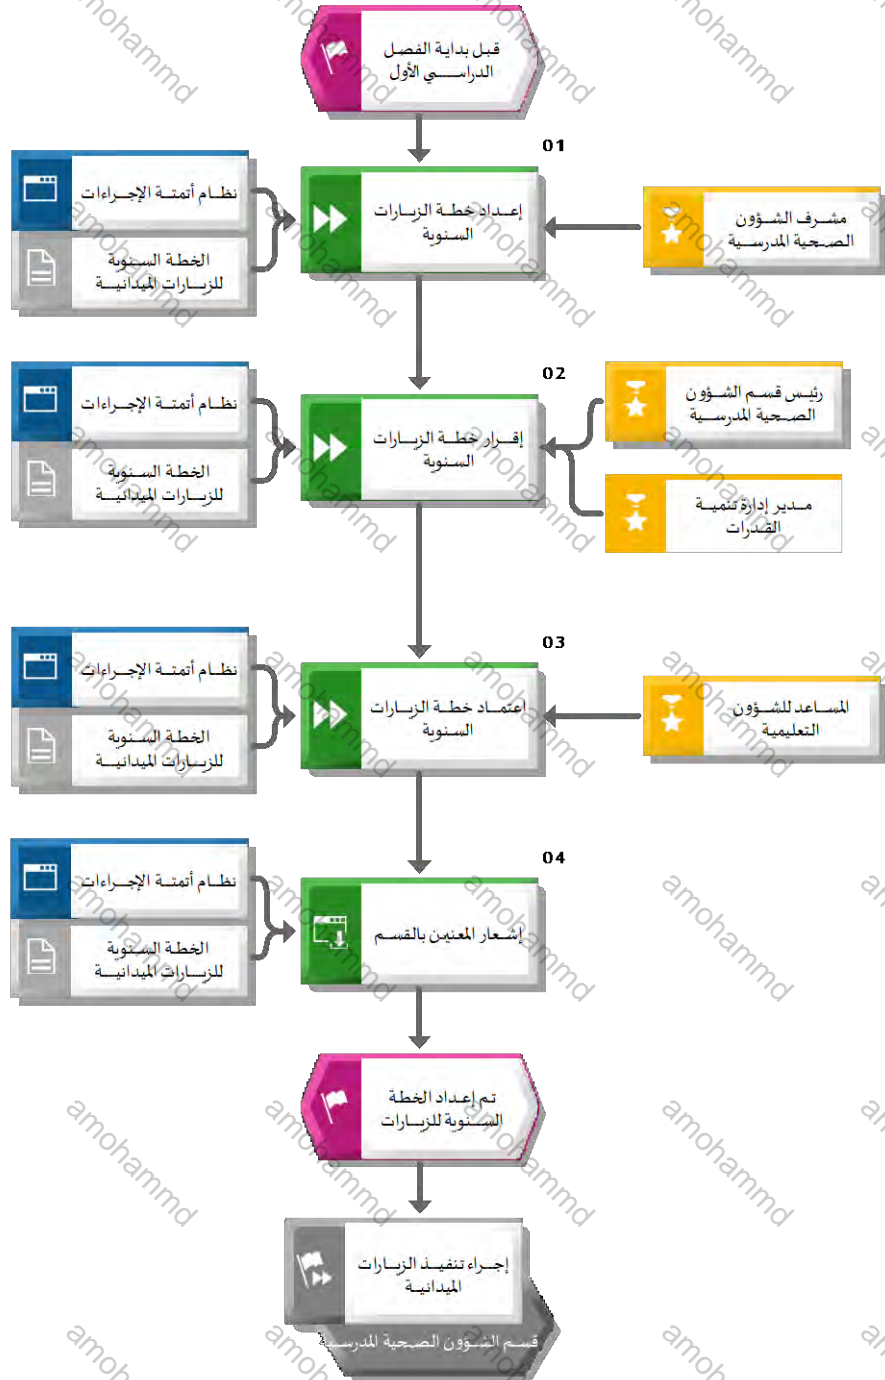 قبل بداية الفصل
الدراسي الأول
01
مشرف الشؤون
الصحية المدرسية
إعداد خطة الزيارات
السنوية
نظام أتمتة الإجراءات
الخطة السنوية
للزيارات الميدانية
02
رئيس قسم الشؤون
الصحية المدرسية
مدير إدارة تنمية
القدرات
إقرار خطة الزيارات
السنوية
نظام أتمتة الإجراءات
الخطة السنوية
للزيارات الميدانية
03
المساعد للشؤون
التعليمية
اعتماد خطة الزيارات
السنوية
نظام أتمتة الإجراءات
الخطة السنوية
للزيارات الميدانية
04
إشعار المعنين بالقسم
نظام أتمتة الإجراءات
الخطة السنوية
للزيارات الميدانية
تم إعداد الخطة
السنوية للزيارات
إجراء تنفيذ الزيارات
الميدانية
قسم الشؤون الصحية المدرسية
amohammd